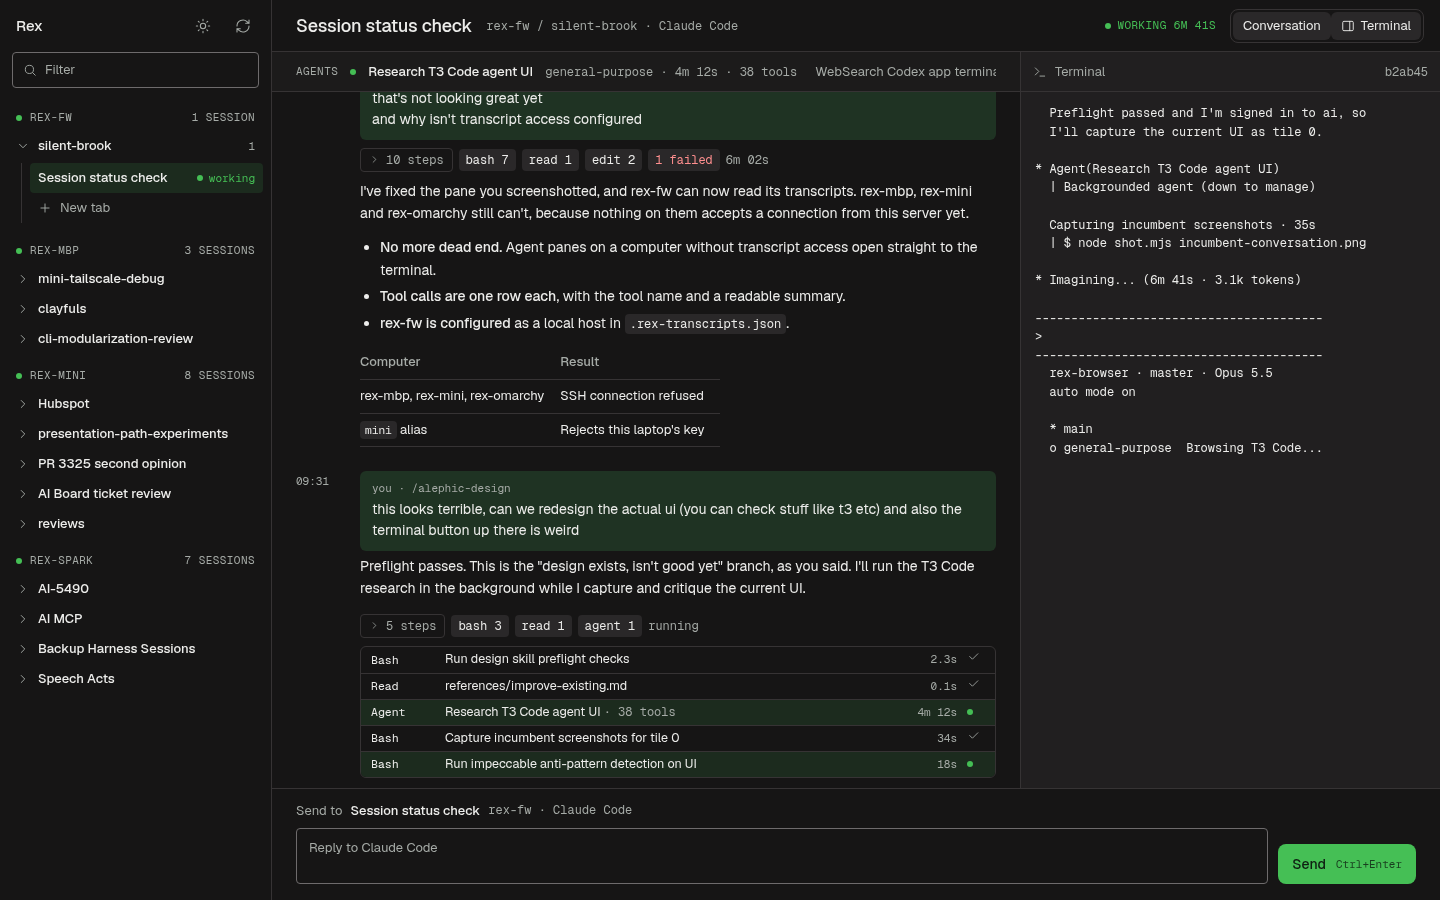 Rex
Filter
REX-FW 1 SESSION
silent-brook 1
Session status check working
New tab
REX-MBP 3 SESSIONS
mini-tailscale-debug
clayfuls
cli-modularization-review
REX-MINI 8 SESSIONS
Hubspot
presentation-path-experiments
PR 3325 second opinion
AI Board ticket review
reviews
REX-SPARK 7 SESSIONS
AI-5490
AI MCP
Backup Harness Sessions
Speech Acts
Session status check rex-fw / silent-brook · Claude Code
WORKING 6M 41S Conversation Terminal
AGENTS Research T3 Code agent UI general-purpose · 4m 12s · 38 tools WebSearch Codex app termina
that's not looking great yet
and why isn't transcript access configured
10 steps bash 7 read 1 edit 2 1 failed 6m 02s
I've fixed the pane you screenshotted, and rex-fw can now read its transcripts. rex-mbp, rex-mini
and rex-omarchy still can't, because nothing on them accepts a connection from this server yet.
• No more dead end. Agent panes on a computer without transcript access open straight to the
terminal.
• Tool calls are one row each, with the tool name and a readable summary.
• rex-fw is configured as a local host in .rex-transcripts.json.
Computer Result
rex-mbp, rex-mini, rex-omarchy SSH connection refused
mini alias Rejects this laptop's key
09:31
you · /alephic-design
this looks terrible, can we redesign the actual ui (you can check stuff like t3 etc) and also the
terminal button up there is weird
Preflight passes. This is the "design exists, isn't good yet" branch, as you said. I'll run the T3 Code
research in the background while I capture and critique the current UI.
5 steps bash 3 read 1 agent 1 running
Bash Run design skill preflight checks 2.3s
Read references/improve-existing.md 0.1s
Agent Research T3 Code agent UI · 38 tools 4m 12s
Bash Capture incumbent screenshots for tile 0 34s
Bash Run impeccable anti-pattern detection on UI 18s
Terminal b2ab45
Preflight passed and I'm signed in to ai, so
I'll capture the current UI as tile 0.
* Agent(Research T3 Code agent UI)
| Backgrounded agent (down to manage)
Capturing incumbent screenshots · 35s
| $ node shot.mjs incumbent-conversation.png
* Imagining... (6m 41s · 3.1k tokens)
----------------------------------------
>
----------------------------------------
rex-browser · master · Opus 5.5
auto mode on
* main
o general-purpose Browsing T3 Code...
Send to Session status check rex-fw · Claude Code
Reply to Claude Code
Send Ctrl+Enter